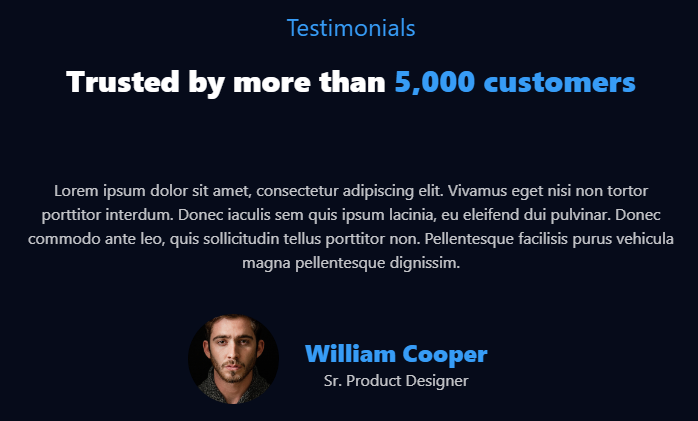 Testimonials
Trusted by more than 5,000 customers
Lorem ipsum dolor sit amet, consectetur adipiscing elit. Vivamus eget nisi non tortor
porttitor interdum. Donec iaculis sem quis ipsum lacinia, eu eleifend dui pulvinar. Donec
commodo ante leo, quis sollicitudin tellus porttitor non. Pellentesque facilisis purus vehicula
magna pellentesque dignissim.
William Cooper
Sr. Product Designer